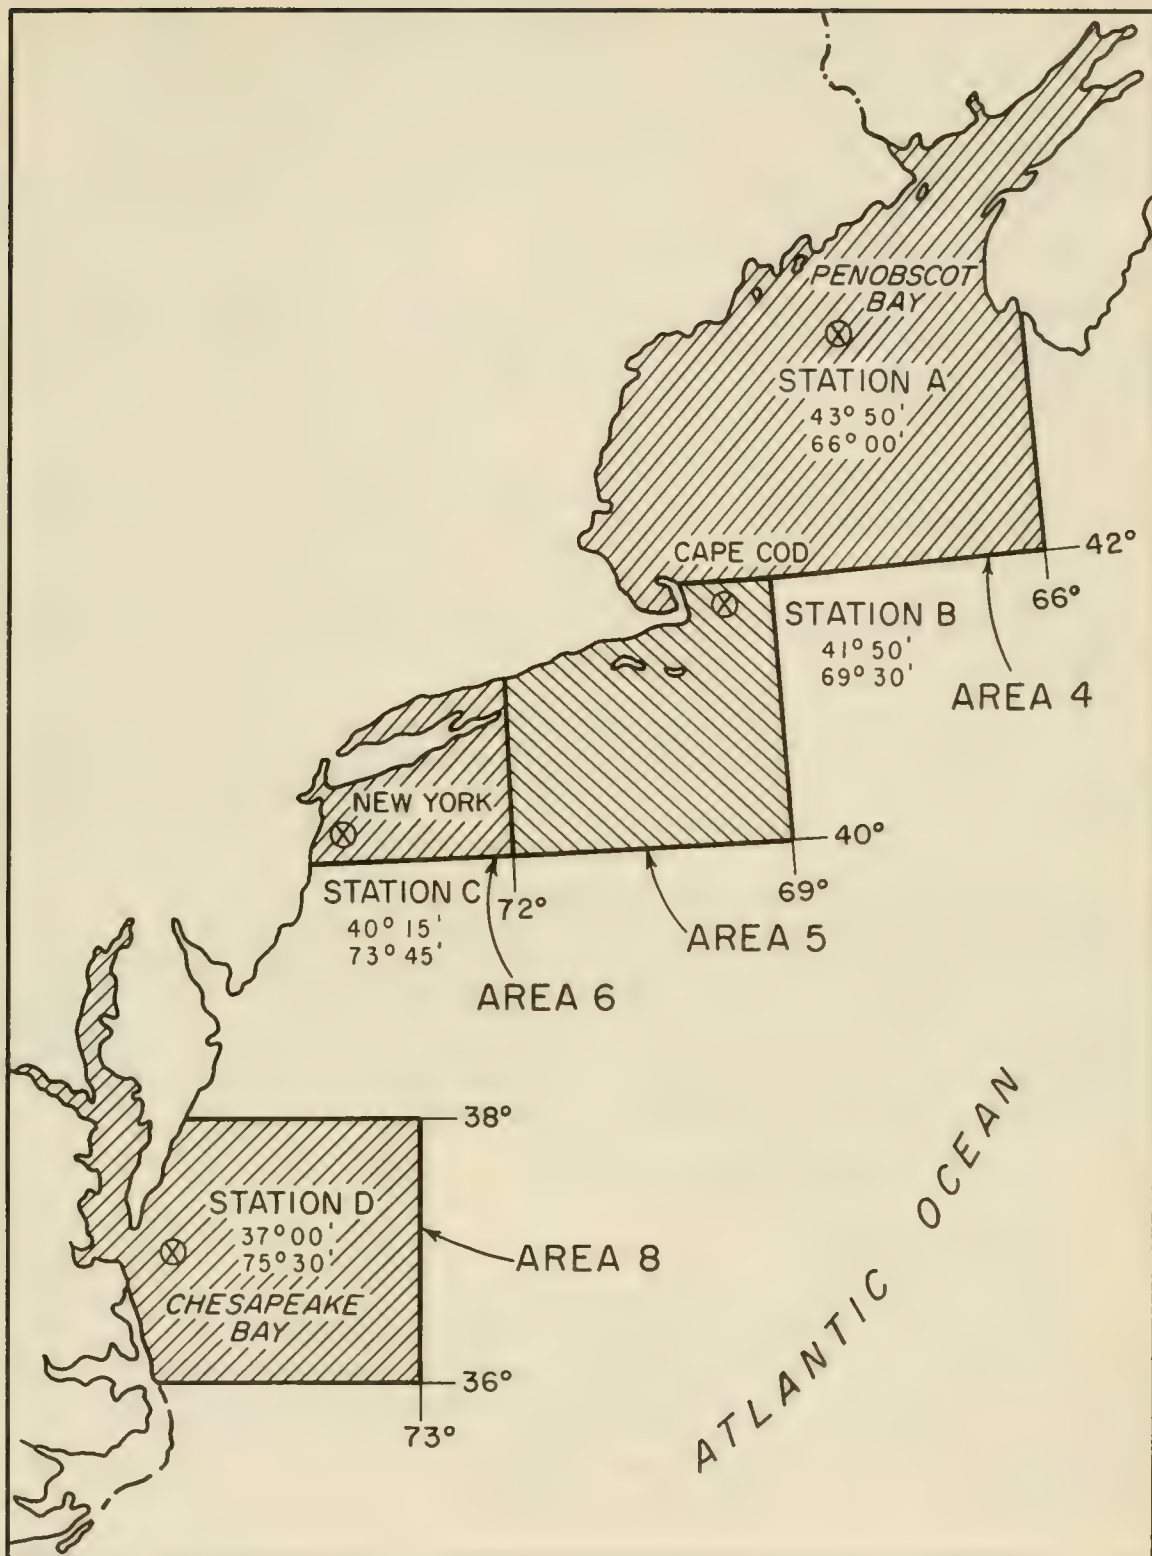 PENOBSCOT
BAY
STATION A
43° 50'
66° 00'
CAPE COD
42°
66°
STATION B
41° 50'
69° 30'
AREA 4
NEW YORK
40°
69°
STATION C
72°
40° 15'
73° 45'
AREA 5
AREA 6
38°
STATION D
37° 00'
75° 30'
AREA 8
CHESAPEAKE
BAY
36°
73°
ATLANTIC OCEAN